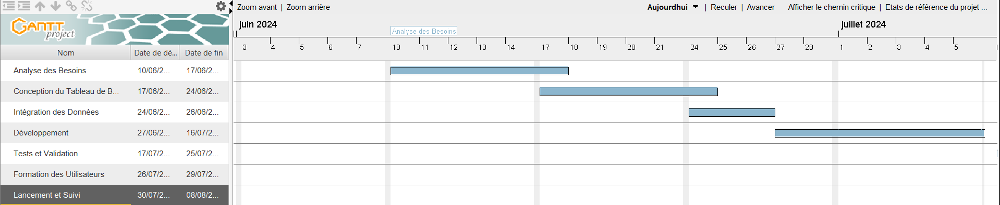 Zoom avant | Zoom arrière
Aujourdhui | Reculer | Avancer Afficher le chemin critique | Etats de référence du projet ...
GANTT
project
juin 2024
juillet 2024
Analyse des Besoins
3 4 5 6 7 10 11 12 13 14 17 18 19 20 21 24 25 26 27 28 1 2 3 4 5
Nom Date de dé... Date de fin
Analyse des Besoins 10/06/2... 17/06/2...
Conception du Tableau de B... 17/06/2... 24/06/2...
Intégration des Données 24/06/2... 26/06/2...
Développement 27/06/2... 16/07/2...
Tests et Validation 17/07/2... 25/07/2...
Formation des Utilisateurs 26/07/2... 29/07/2...
Lancement et Suivi 30/07/2... 08/08/2...